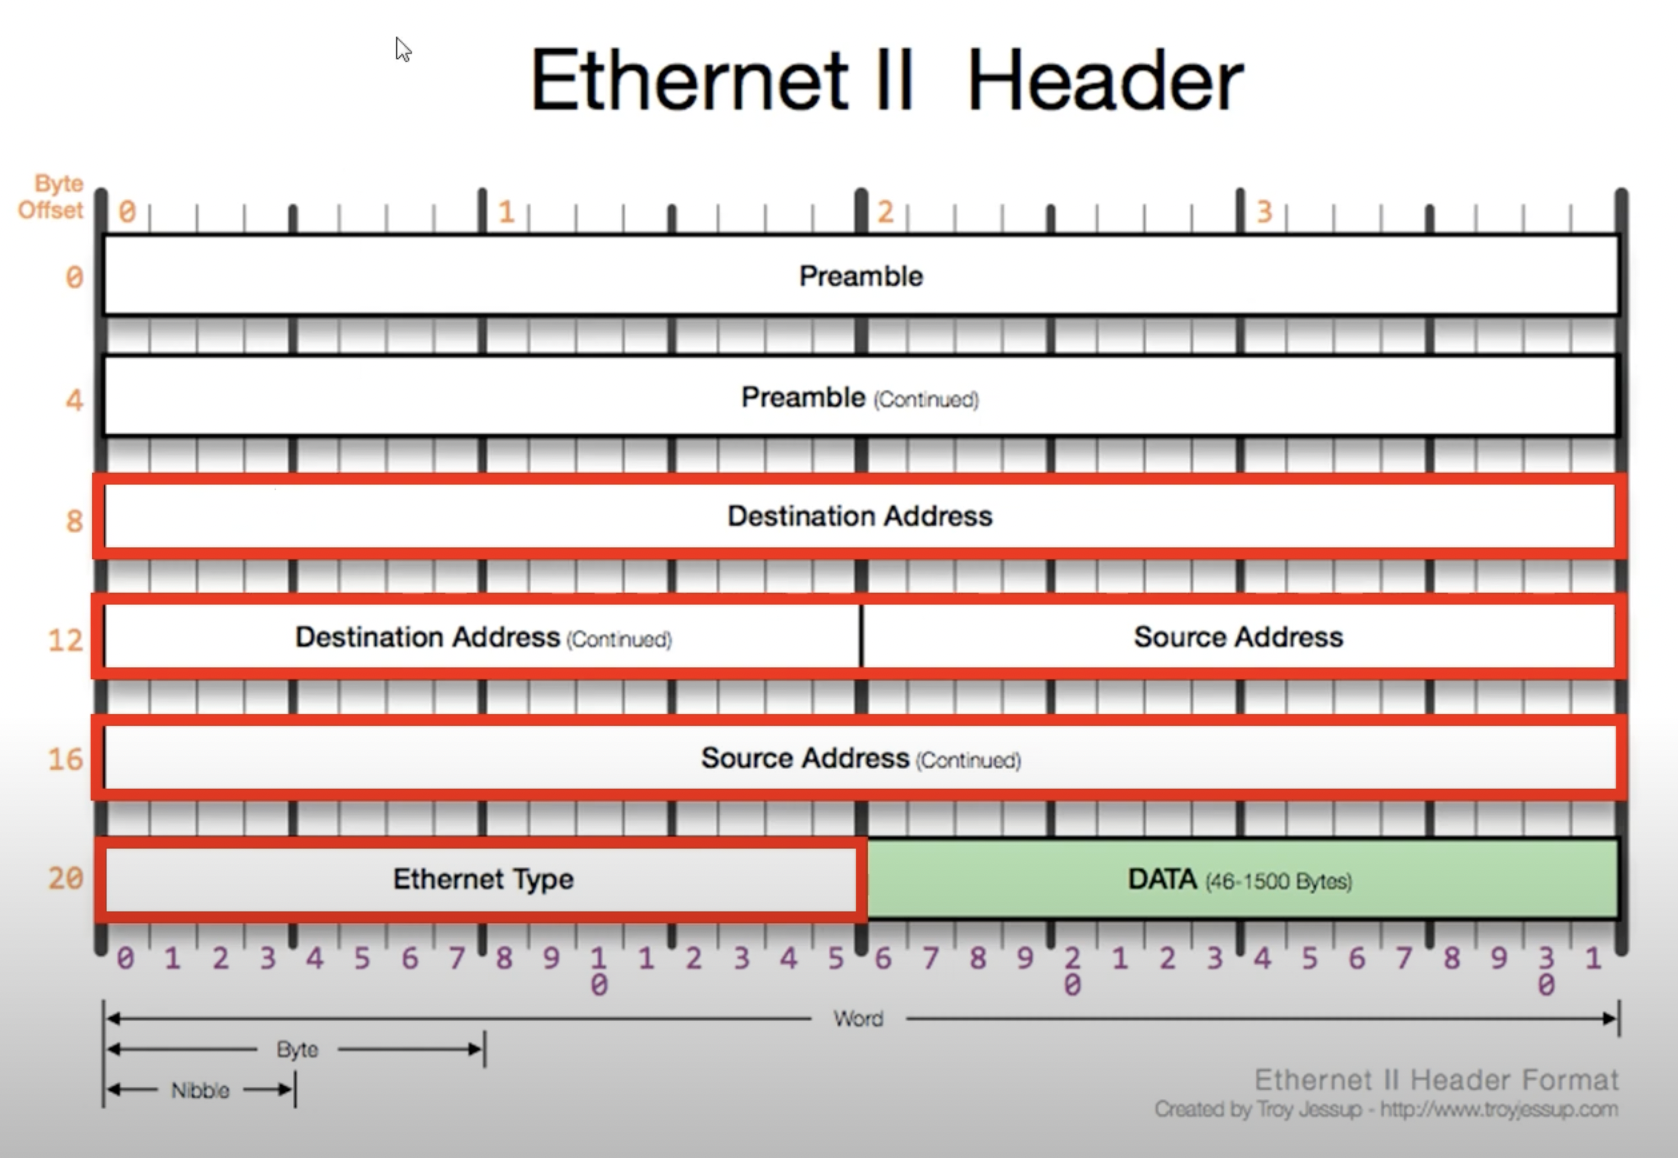 Ethernet II Header
Byte
Offset
0 1 2 3
0 Preamble
4 Preamble (Continued)
8 Destination Address
12 Destination Address (Continued) Source Address
16 Source Address (Continued)
20 Ethernet Type DATA (46-1500 Bytes)
0 1 2 3 4 5 6 7 8 9 10 1 2 3 4 5 6 7 8 9 20 1 2 3 4 5 6 7 8 9 30 1
Word
Byte
Nibble
Ethernet II Header Format
Created by Troy Jessup - http://www.troyjessup.com